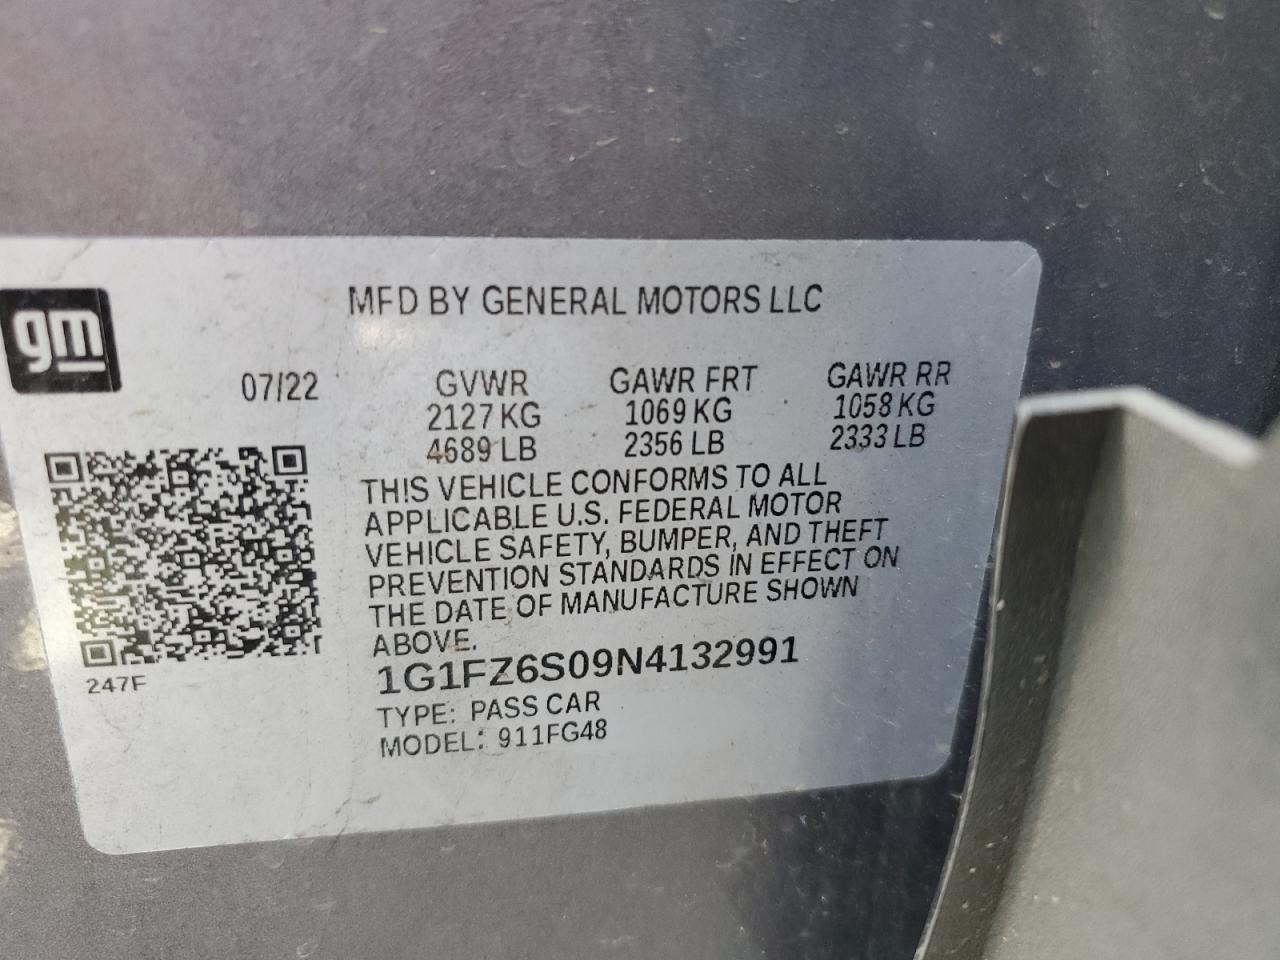 MFD BY GENERAL MOTORS LLC
gm
07/22 GVWR GAWR FRT GAWR RR
2127 KG 1069 KG 1058 KG
4689 LB 2356 LB 2333 LB
THIS VEHICLE CONFORMS TO ALL
APPLICABLE U.S. FEDERAL MOTOR
VEHICLE SAFETY, BUMPER, AND THEFT
PREVENTION STANDARDS IN EFFECT ON
THE DATE OF MANUFACTURE SHOWN
ABOVE.
247F
1G1FZ6S09N4132991
TYPE: PASS CAR
MODEL: 911FG48